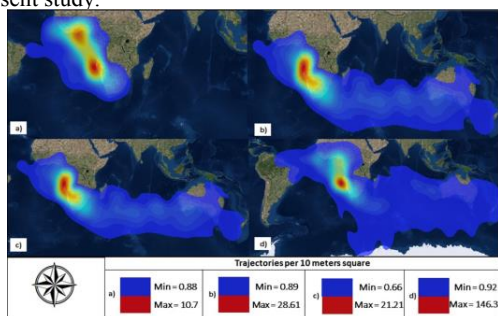 sent study.
a)
b)
c)
d)
Trajectories per 10 meters square
a) Min = 0.88 Max = 10.7
b) Min = 0.89 Max = 28.61
c) Min = 0.66 Max = 21.21
d) Min = 0.92 Max = 146.3